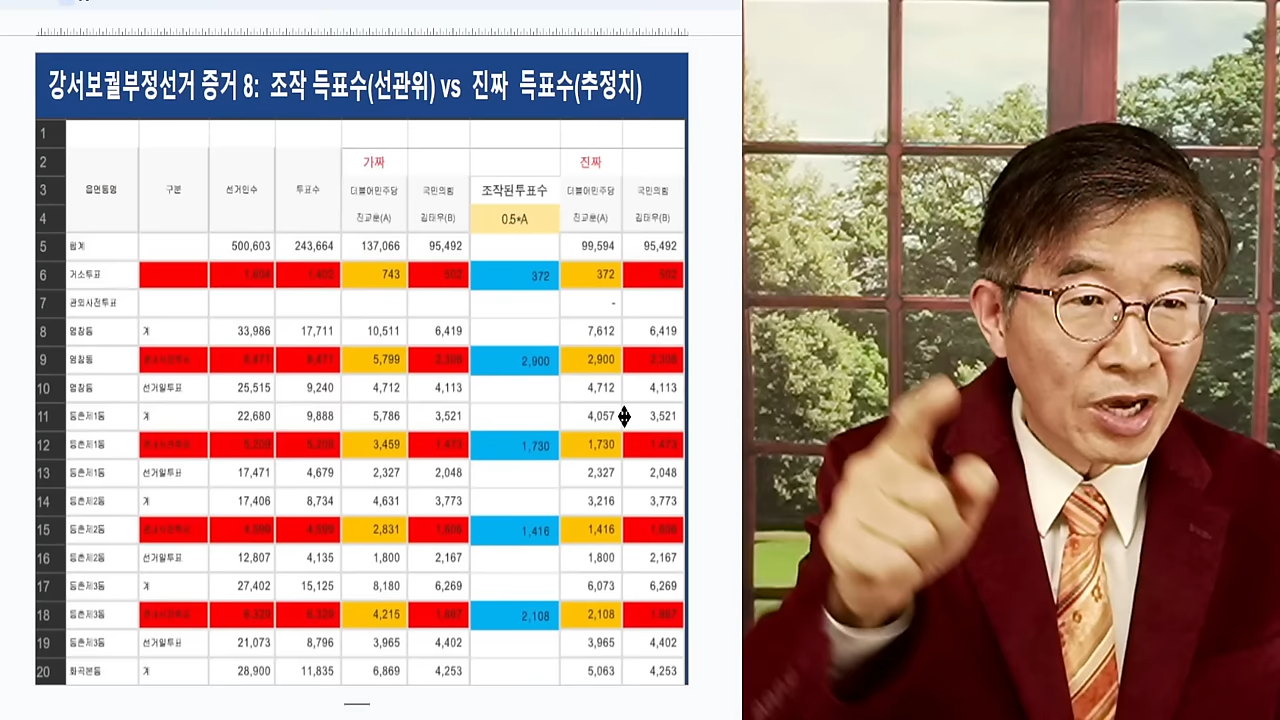 강서보궐부정선거 증거 8: 조작 득표수(선관위) vs 진짜 득표수(추정치)
1
2 가짜 진짜
3 읍면동명 구분 선거인수 투표수 더불어민주당 국민의힘 조작된투표수 더불어민주당 국민의힘
4 진교훈(A) 김태우(B) 0.5*A 진교훈(A) 김태우(B)
5 합계 500,603 243,664 137,066 95,492 99,594 95,492
6 거소투표 743 372 372
7 관외사전투표 -
8 염창동 계 33,986 17,711 10,511 6,419 7,612 6,419
9 염창동 5,799 2,900 2,900
10 염창동 선거일투표 25,515 9,240 4,712 4,113 4,712 4,113
11 등촌제1동 계 22,680 9,888 5,786 3,521 4,057 3,521
12 등촌제1동 3,459 1,730 1,730
13 등촌제1동 선거일투표 17,471 4,679 2,327 2,048 2,327 2,048
14 등촌제2동 계 17,406 8,734 4,631 3,773 3,216 3,773
15 등촌제2동 2,831 1,416 1,416
16 등촌제2동 선거일투표 12,807 4,135 1,800 2,167 1,800 2,167
17 등촌제3동 계 27,402 15,125 8,180 6,269 6,073 6,269
18 등촌제3동 4,215 2,108 2,108
19 등촌제3동 선거일투표 21,073 8,796 3,965 4,402 3,965 4,402
20 화곡본동 계 28,900 11,835 6,869 4,253 5,063 4,253